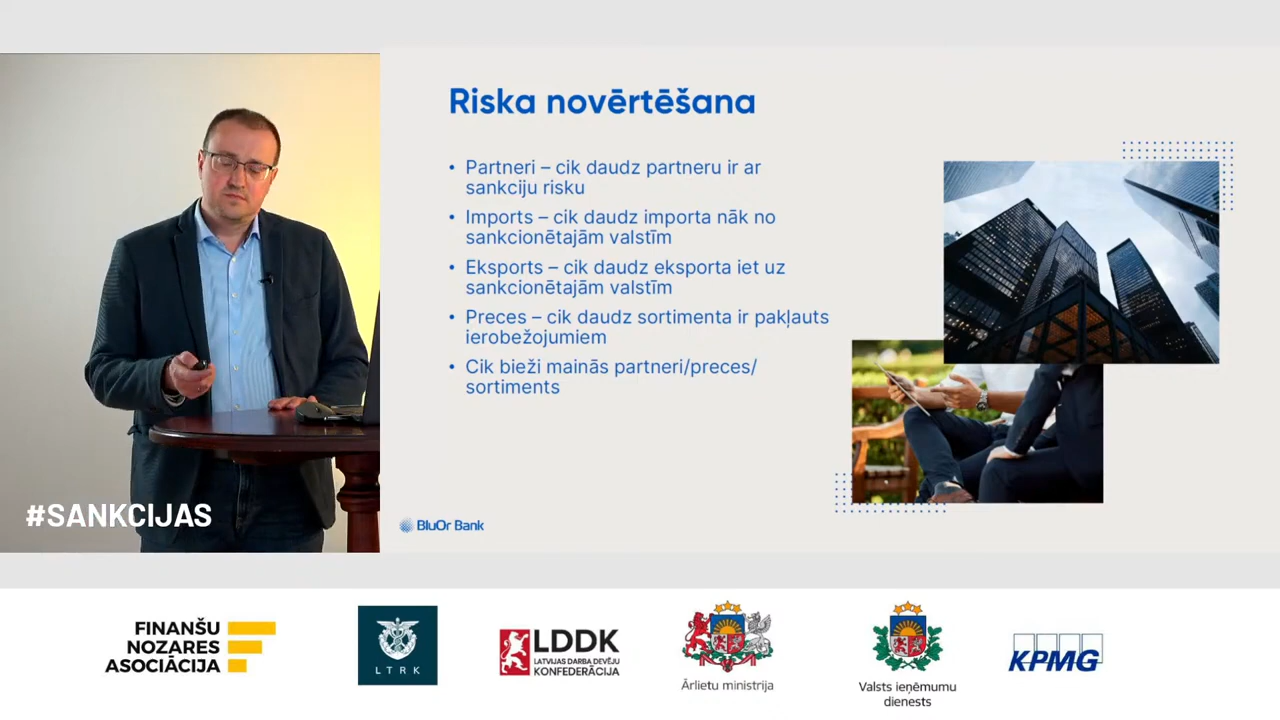 Riska novērtēšana
• Partneri – cik daudz partneru ir ar
sankciju risku
• Imports – cik daudz importa nāk no
sankcionētajām valstīm
• Eksports – cik daudz eksporta iet uz
sankcionētajām valstīm
• Preces – cik daudz sortimenta ir pakļauts
ierobežojumiem
• Cik bieži mainās partneri/preces/
sortiments
#SANKCIJAS
BluOr Bank
FINANŠU
NOZARES
ASOCIĀCIJA
LTRK
LDDK
LATVIJAS DARBA DEVĒJU
KONFEDERĀCIJA
Ārlietu ministrija
Valsts ieņēmumu
dienests
KPMG